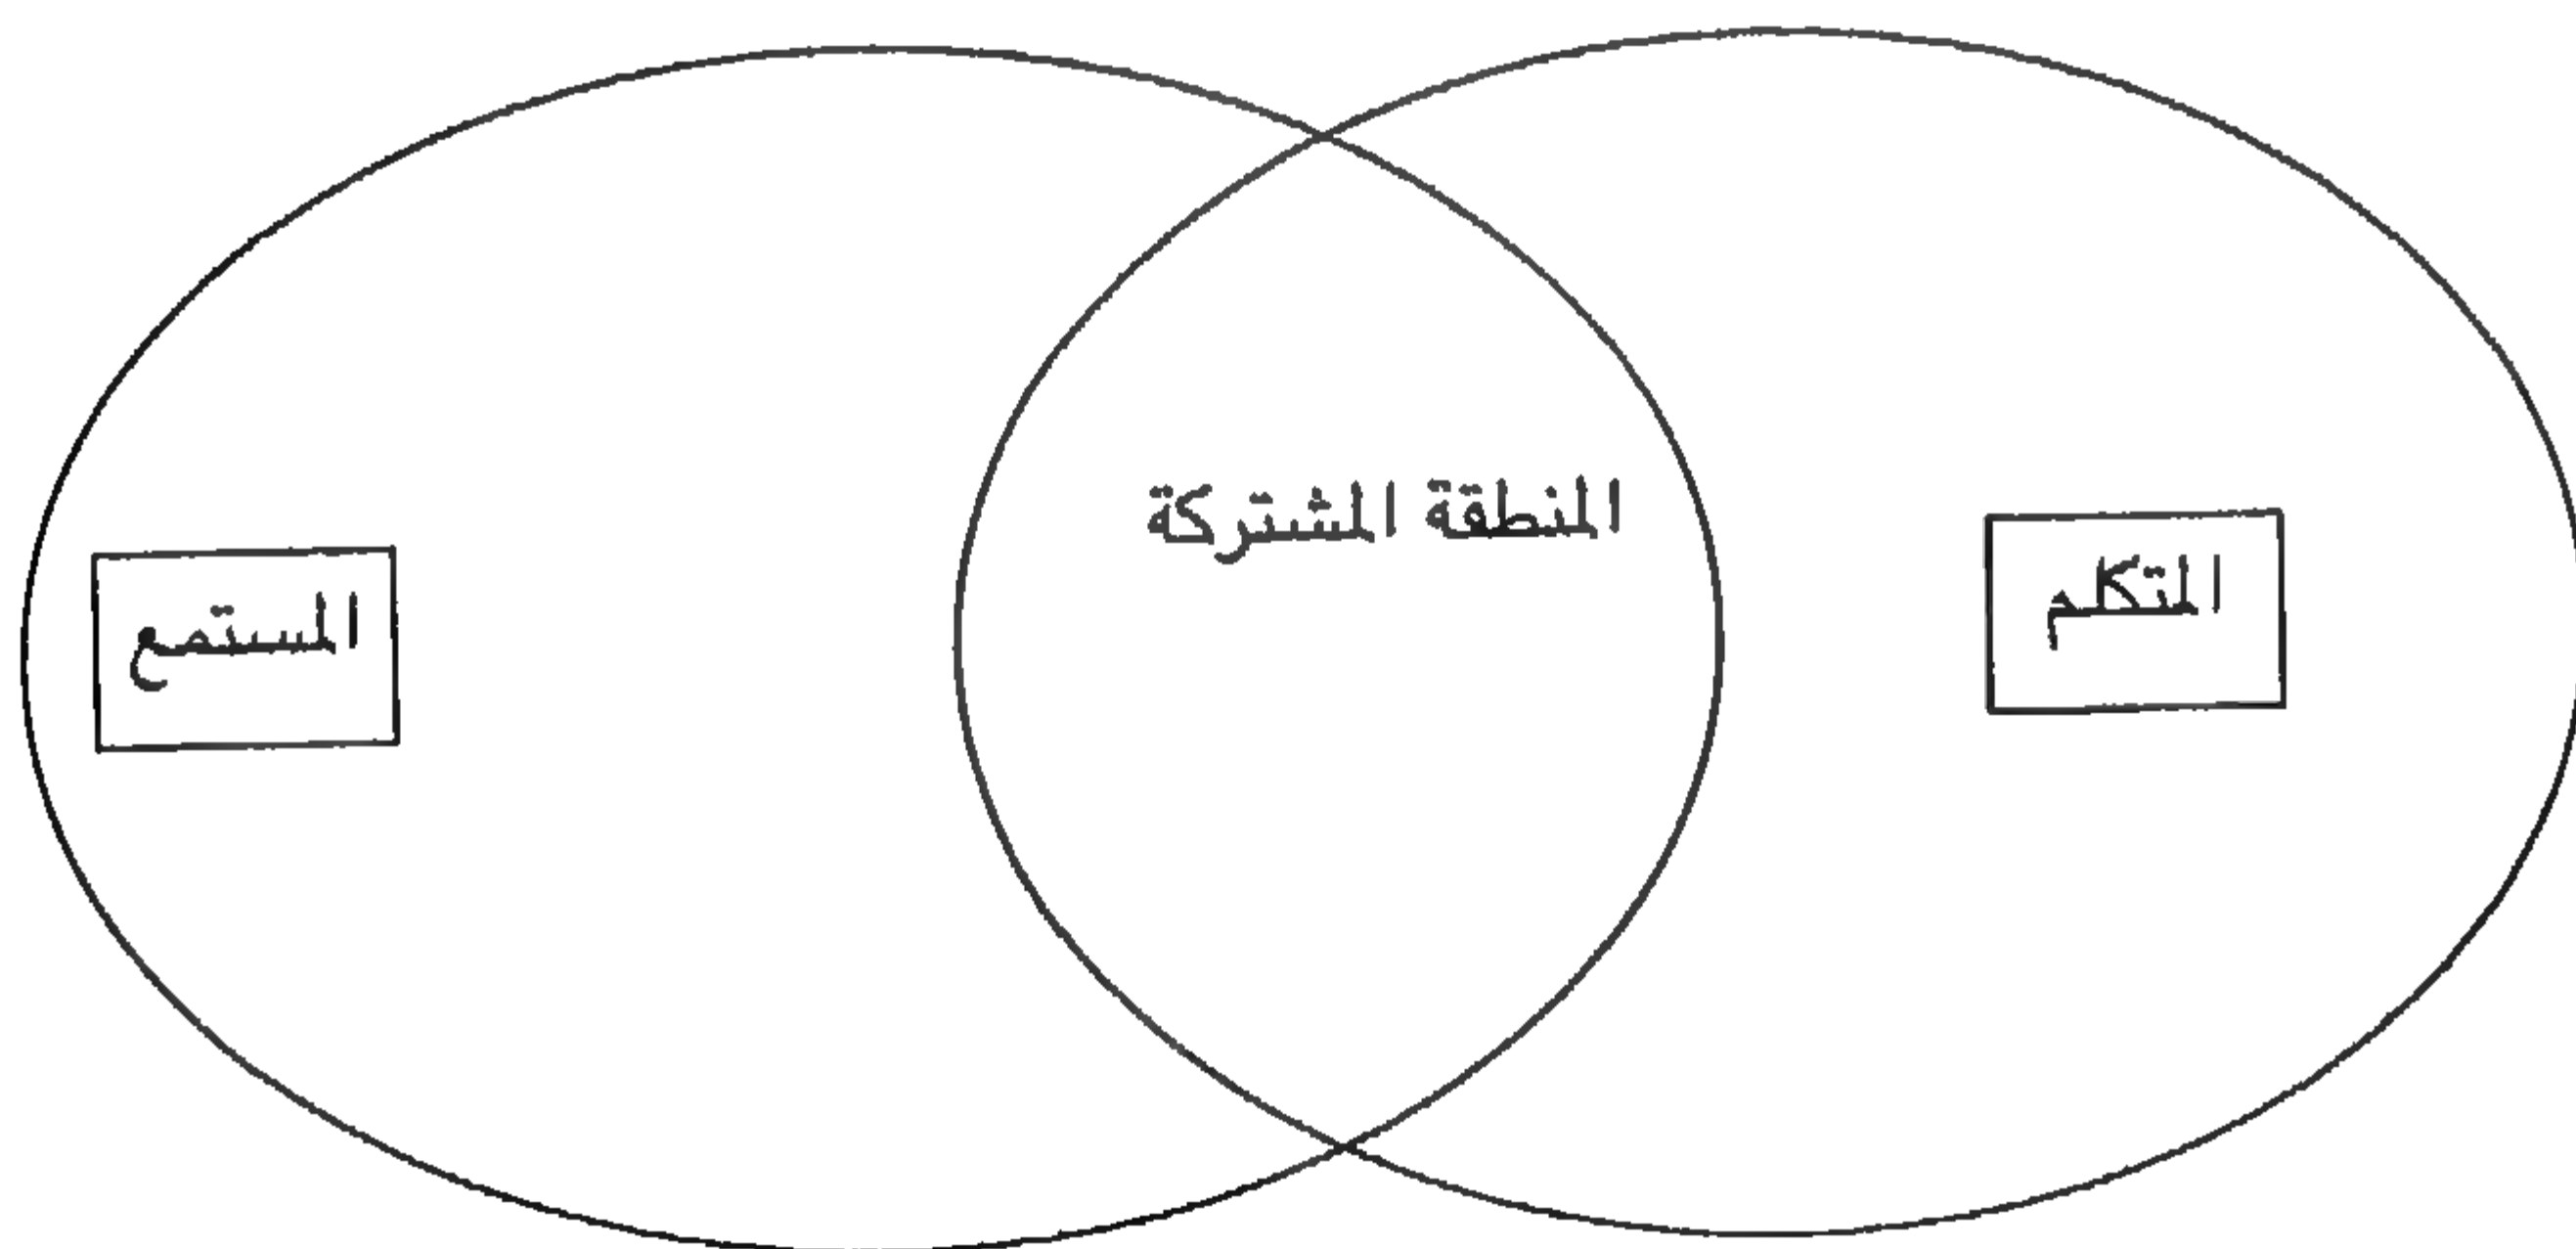 المتكلم
المنطقة المشتركة
المستمع